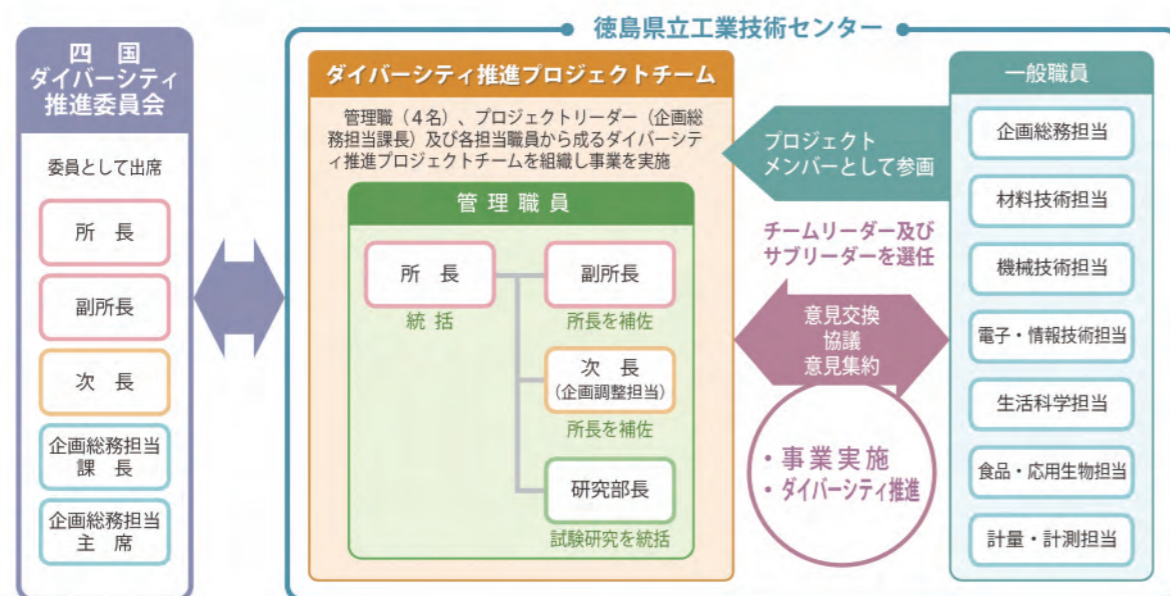 四国
ダイバーシティ
推進委員会
委員として出席
所長
副所長
次長
企画総務担当
課長
企画総務担当
主席
徳島県立工業技術センター
ダイバーシティ推進プロジェクトチーム
管理職（４名）、プロジェクトリーダー（企画総
務担当課長）及び各担当職員から成るダイバーシテ
ィ推進プロジェクトチームを組織し事業を実施
管理職員
所長
統括
副所長
所長を補佐
次長
（企画調整担当）
所長を補佐
研究部長
試験研究を統括
プロジェクト
メンバーとして参画
チームリーダー及び
サブリーダーを選任
意見交換
協議
意見集約
・事業実施
・ダイバーシティ推進
一般職員
企画総務担当
材料技術担当
機械技術担当
電子・情報技術担当
生活科学担当
食品・応用生物担当
計量・計測担当